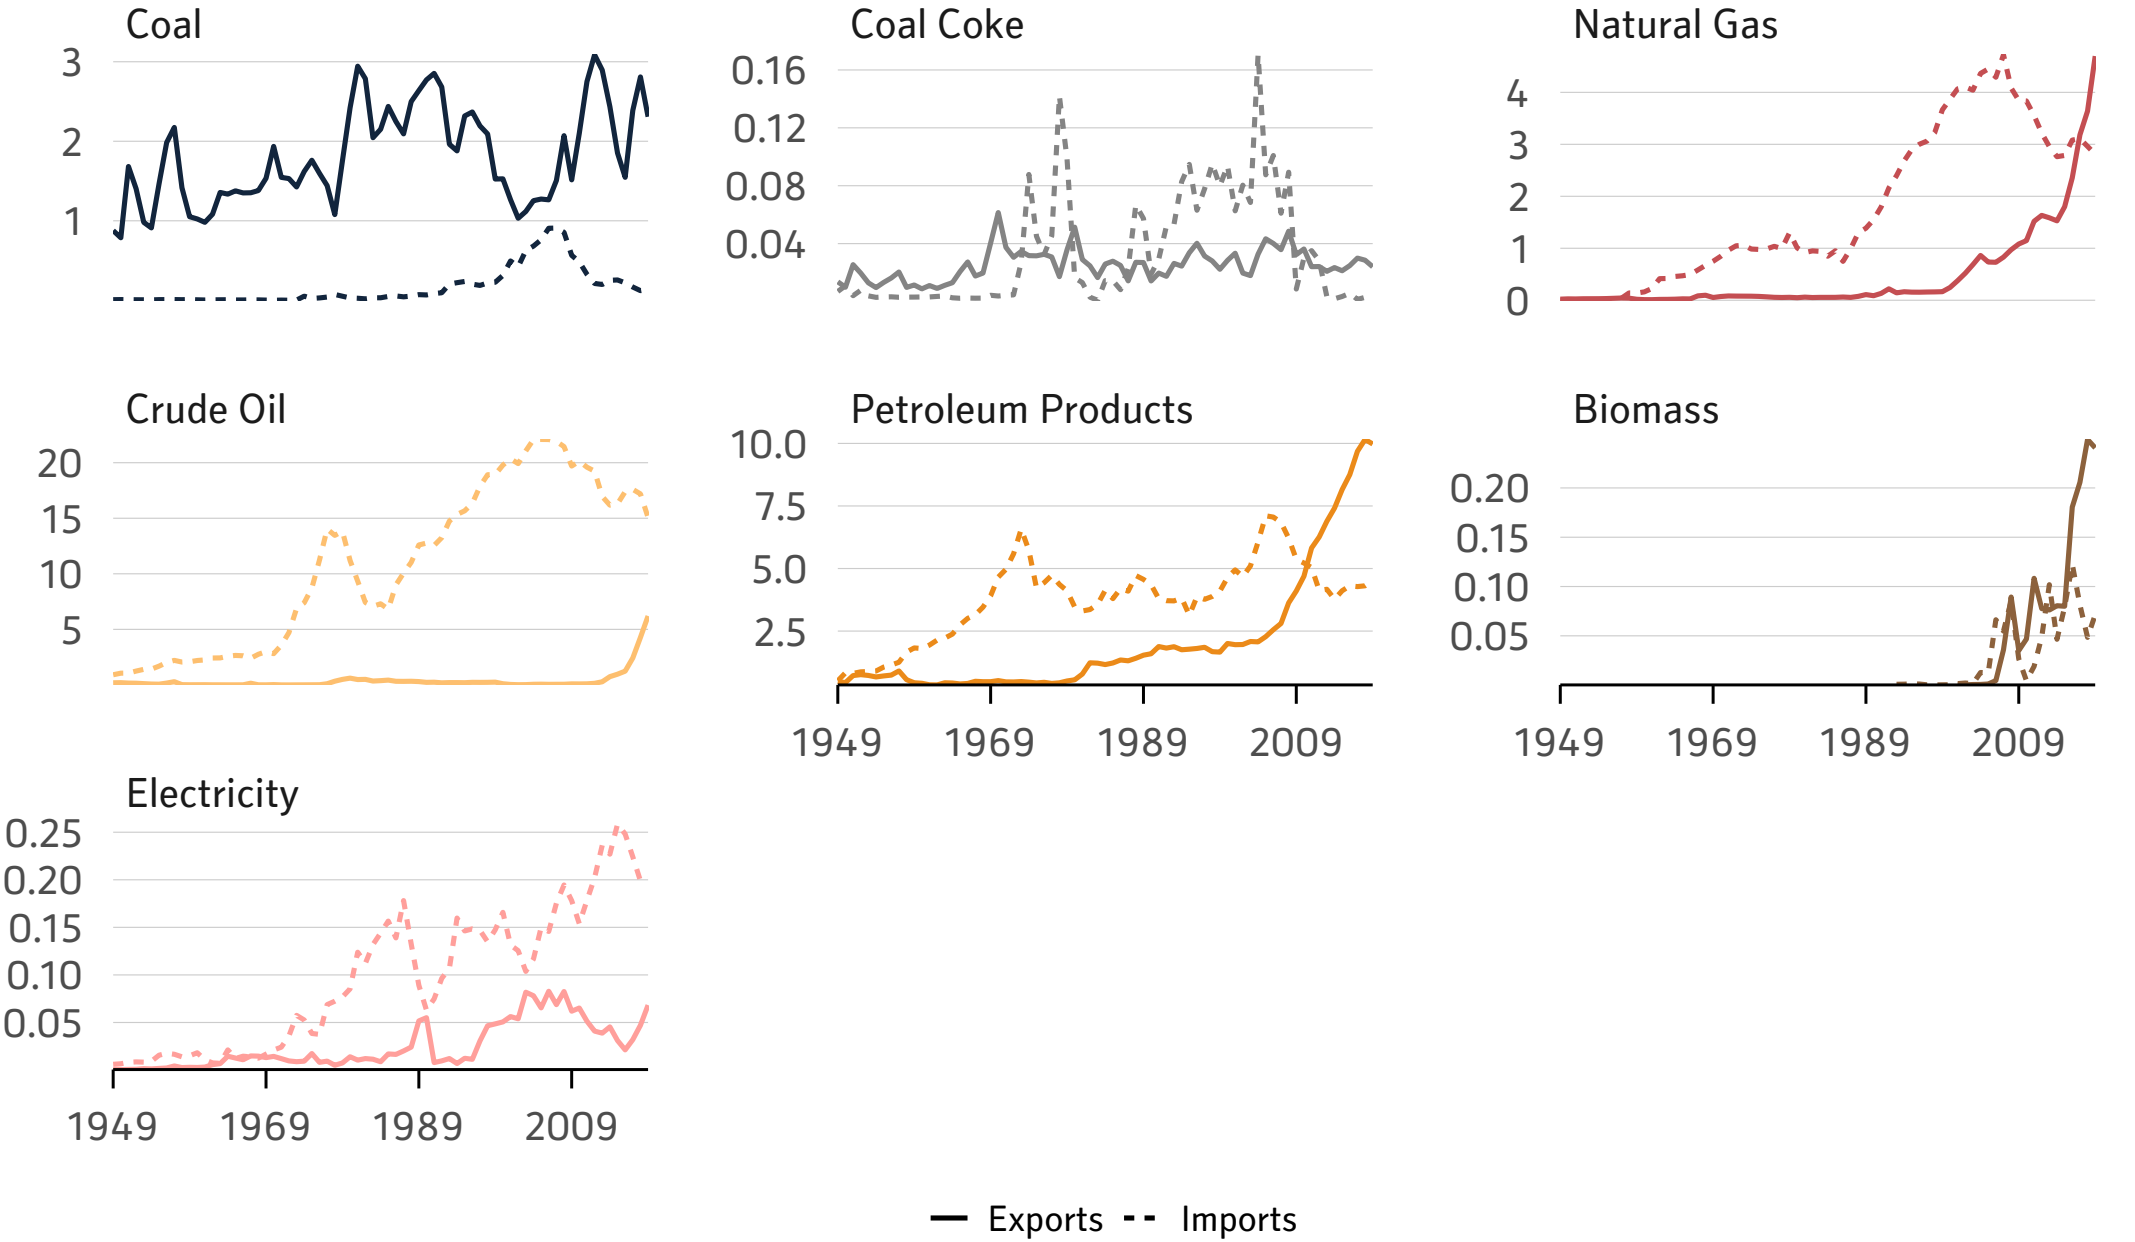 Coal
3
2
1
Coal Coke
0.16
0.12
0.08
0.04
Natural Gas
4
3
2
1
0
Crude Oil
20
15
10
5
Petroleum Products
10.0
7.5
5.0
2.5
1949 1969 1989 2009
Biomass
0.20
0.15
0.10
0.05
1949 1969 1989 2009
Electricity
0.25
0.20
0.15
0.10
0.05
1949 1969 1989 2009
Exports Imports